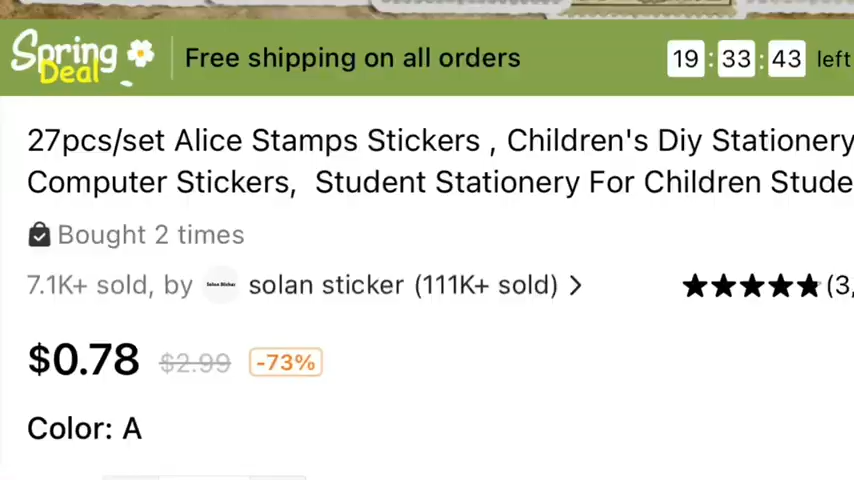 Spring Deal Free shipping on all orders 19 : 33 : 43 left
27pcs/set Alice Stamps Stickers , Children's Diy Stationery
Computer Stickers, Student Stationery For Children Stude
Bought 2 times
7.1K+ sold, by solan sticker (111K+ sold) > ★★★★★ (3,
$0.78 $2.99 -73%
Color: A